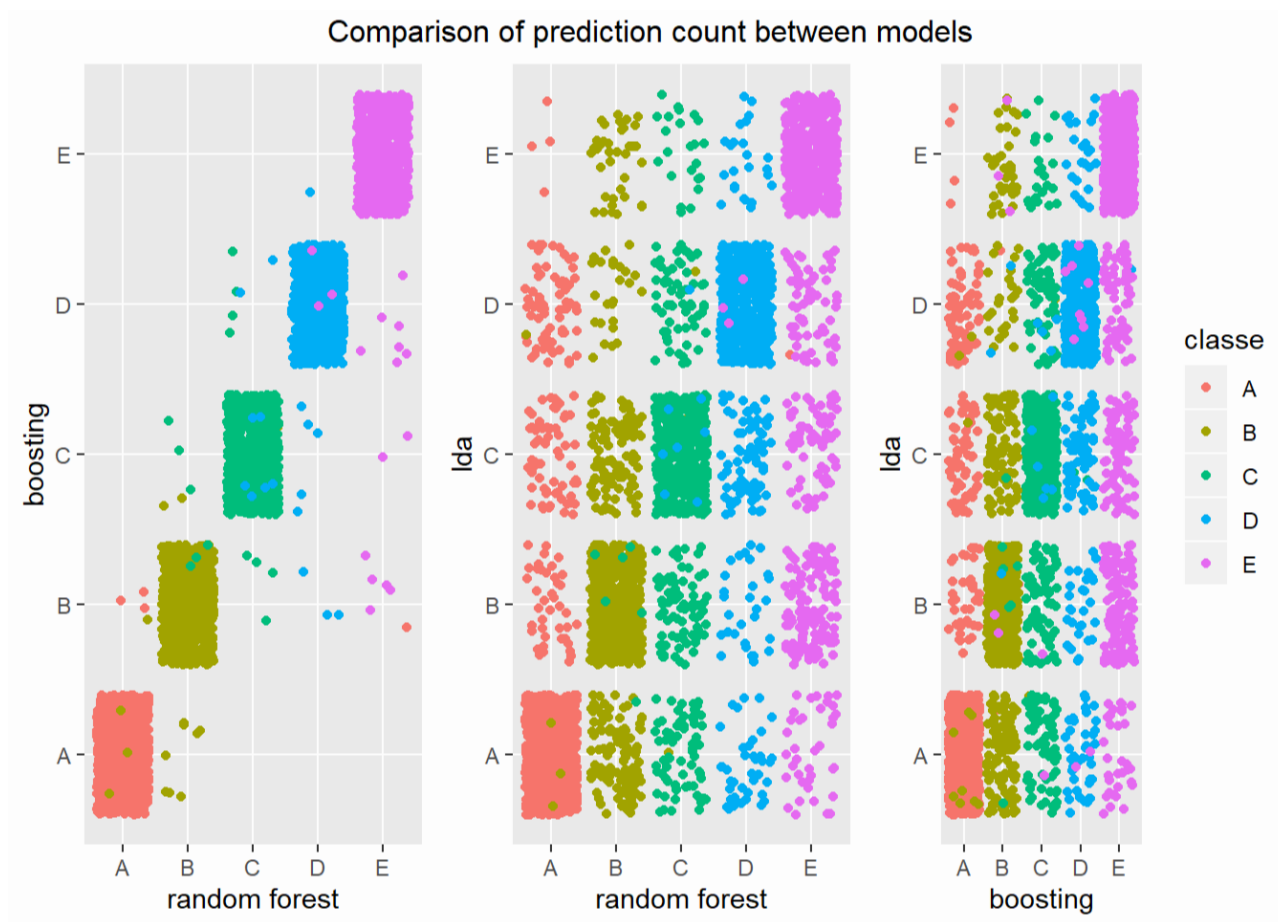 Comparison of prediction count between models
boosting
E
D
C
B
A
A B C D E
random forest
lda
E
D
C
B
A
A B C D E
random forest
lda
E
D
C
B
A
A B C D E
boosting
classe
A
B
C
D
E